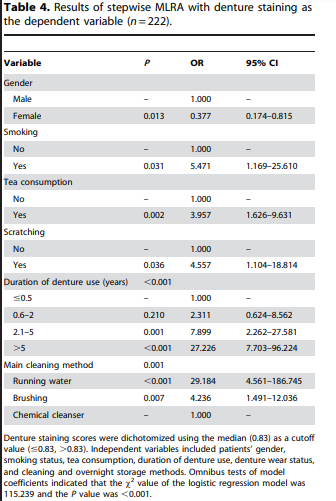 Table 4. Results of stepwise MLRA with denture staining as
the dependent variable (n = 222).
Variable P OR 95% CI
Gender
Male – 1.000 –
Female 0.013 0.377 0.174–0.815
Smoking
No – 1.000 –
Yes 0.031 5.471 1.169–25.610
Tea consumption
No – 1.000 –
Yes 0.002 3.957 1.626–9.631
Scratching
No – 1.000 –
Yes 0.036 4.557 1.104–18.814
Duration of denture use (years) <0.001
≤0.5 – 1.000 –
0.6–2 0.210 2.311 0.624–8.562
2.1–5 0.001 7.899 2.262–27.581
>5 <0.001 27.226 7.703–96.224
Main cleaning method 0.001
Running water <0.001 29.184 4.561–186.745
Brushing 0.007 4.236 1.491–12.036
Chemical cleanser – 1.000 –
Denture staining scores were dichotomized using the median (0.83) as a cutoff
value (≤0.83, >0.83). Independent variables included patients' gender,
smoking status, tea consumption, duration of denture use, denture wear status,
and cleaning and overnight storage methods. Omnibus tests of model
coefficients indicated that the χ² value of the logistic regression model was
115.239 and the P value was <0.001.